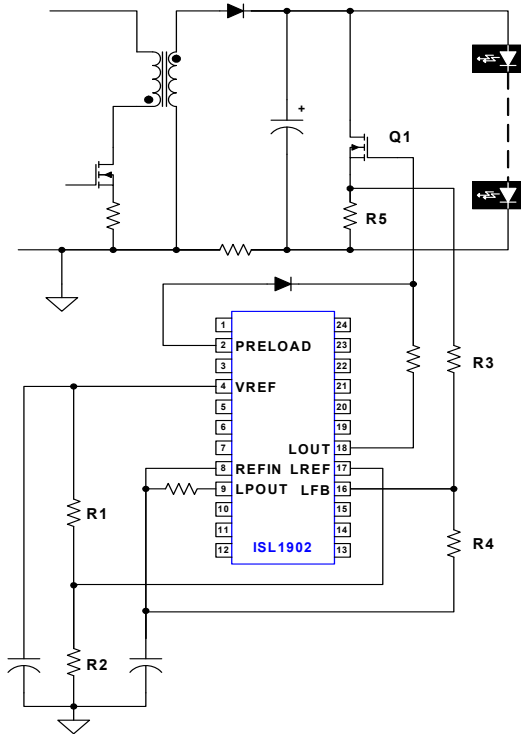 +
Q1
R5
1
24
2 PRELOAD 23
3
22
R3
4 VREF 21
5
20
6
19
7 LOUT 18
8 REFIN LREF 17
9 LPOUT LFB 16
R1
10
15
11
14
R4
12 ISL1902 13
R2